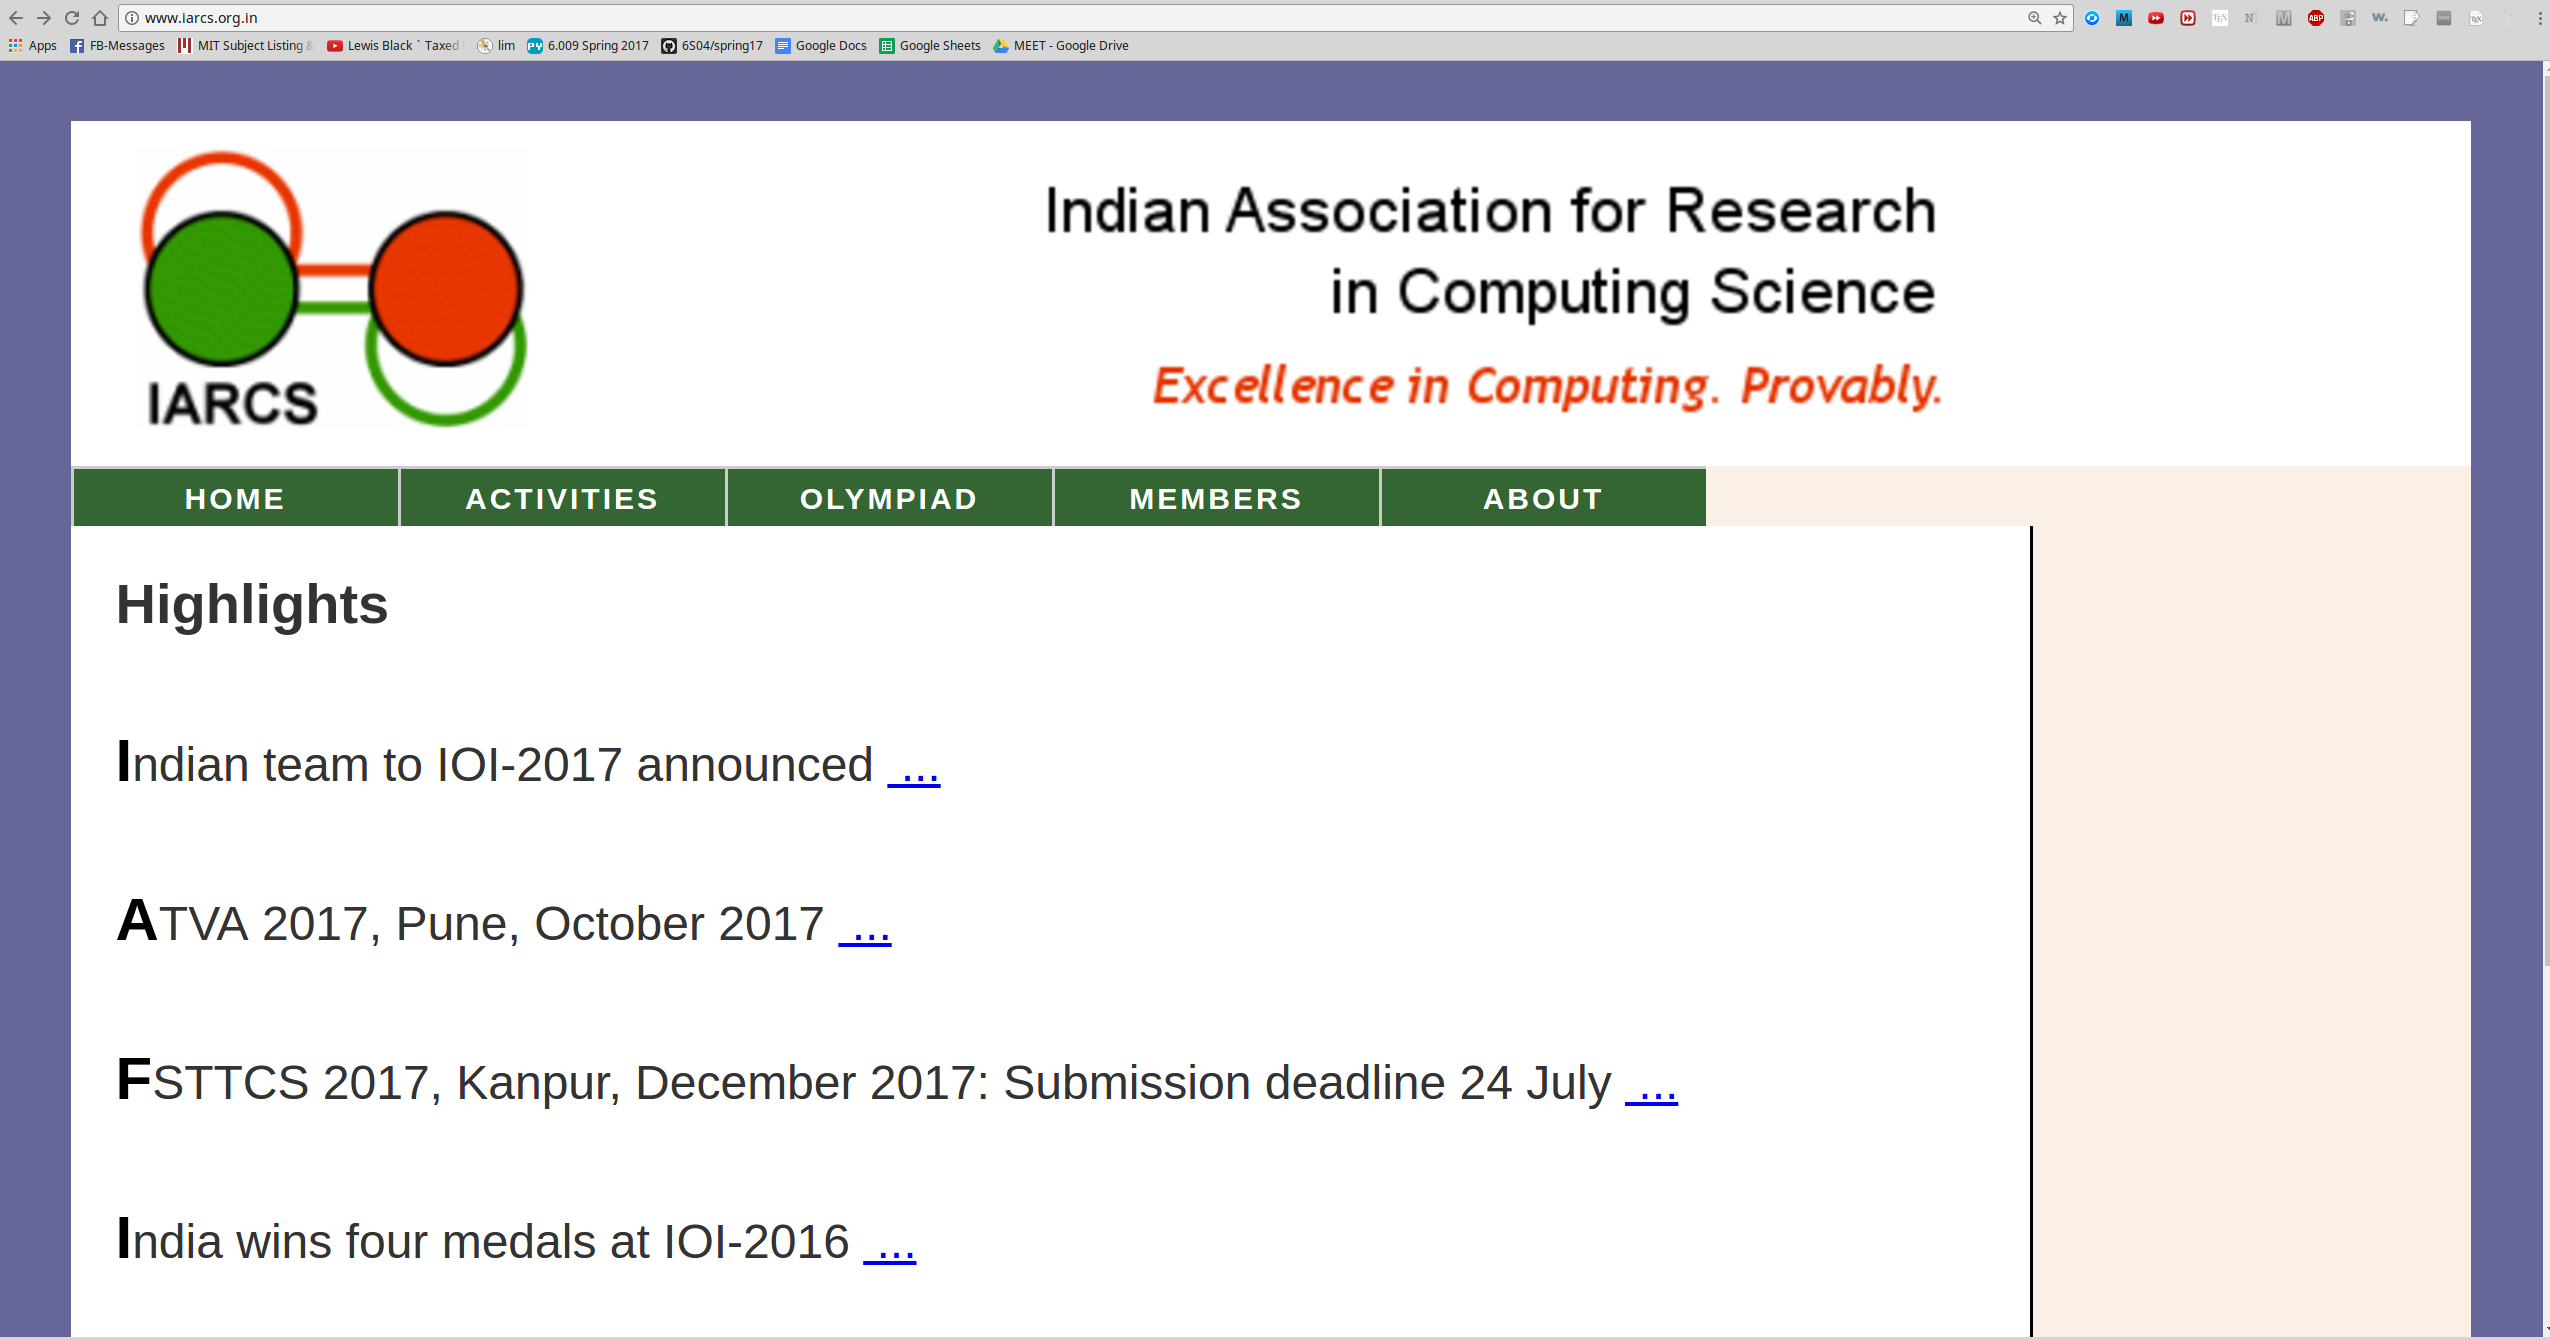 www.iarcs.org.in
Apps FB-Messages MIT Subject Listing & Lewis Black ` Taxed lim 6.009 Spring 2017 6S04/spring17 Google Docs Google Sheets MEET - Google Drive
Indian Association for Research
in Computing Science
Excellence in Computing. Provably.
IARCS
HOME ACTIVITIES OLYMPIAD MEMBERS ABOUT
Highlights
Indian team to IOI-2017 announced ...
ATVA 2017, Pune, October 2017 ...
FSTTCS 2017, Kanpur, December 2017: Submission deadline 24 July ...
India wins four medals at IOI-2016 ...